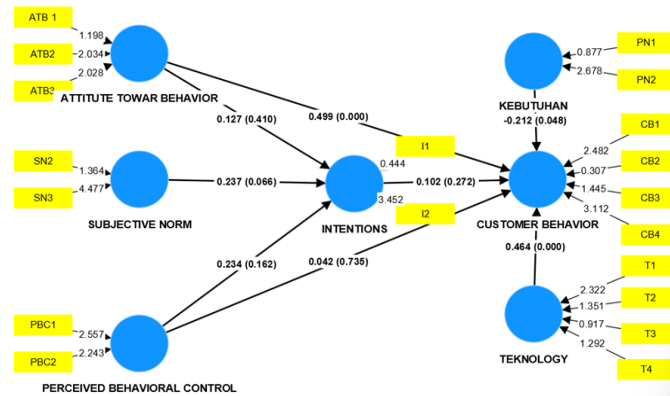 ATB 1
1.198
ATB2
2.034
2.028
ATB3
ATTITUTE TOWAR BEHAVIOR
0.127 (0.410)
0.499 (0.000)
SN2
1.364
4.477
SN3
SUBJECTIVE NORM
0.237 (0.066)
I1
0.444
INTENTIONS
3.452
I2
0.102 (0.272)
0.234 (0.162)
0.042 (0.735)
PBC1
2.557
PBC2
2.243
PERCEIVED BEHAVIORAL CONTROL
PN1
0.877
2.678
PN2
KEBUTUHAN
-0.212 (0.048)
CB1
2.482
CB2
0.307
1.445
CB3
3.112
CB4
CUSTOMER BEHAVIOR
0.464 (0.000)
T1
2.322
T2
1.351
0.917
T3
1.292
T4
TEKNOLOGY